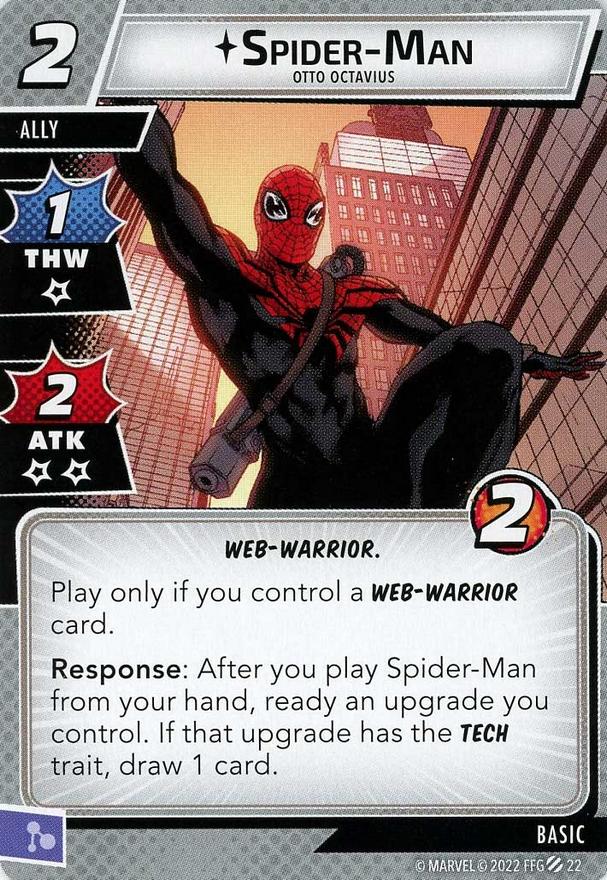 2
SPIDER-MAN
OTTO OCTAVIUS
ALLY
1
THW
2
ATK
2
WEB-WARRIOR.
Play only if you control a WEB-WARRIOR
card.
Response: After you play Spider-Man
from your hand, ready an upgrade you
control. If that upgrade has the TECH
trait, draw 1 card.
BASIC
© MARVEL © 2022 FFG 22